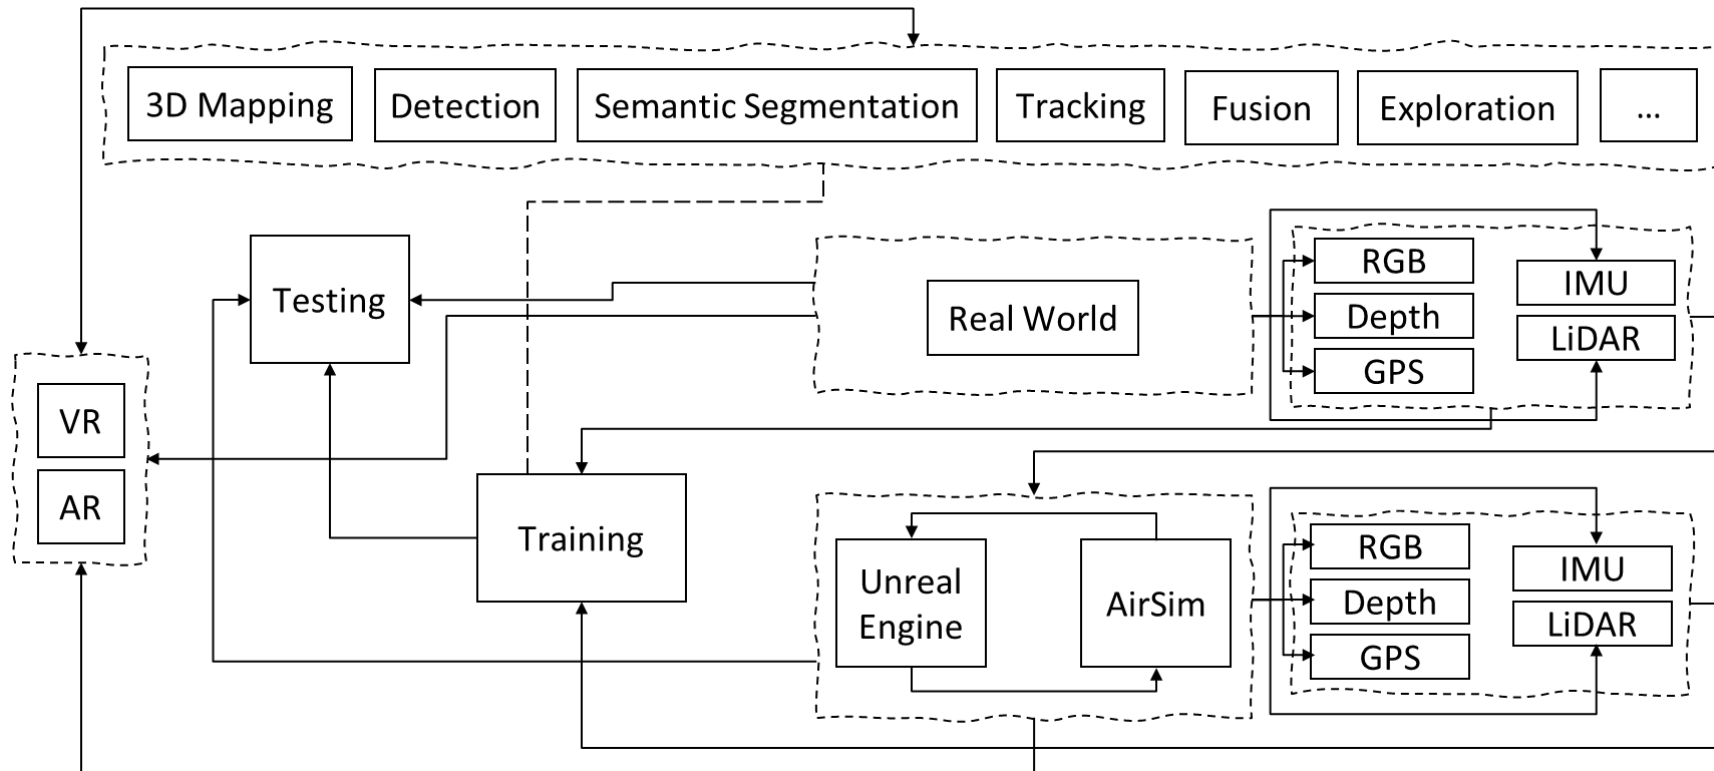 3D Mapping
Detection
Semantic Segmentation
Tracking
Fusion
Exploration
...
Testing
Real World
RGB
Depth
GPS
IMU
LiDAR
VR
AR
Training
Unreal
Engine
AirSim
RGB
Depth
GPS
IMU
LiDAR